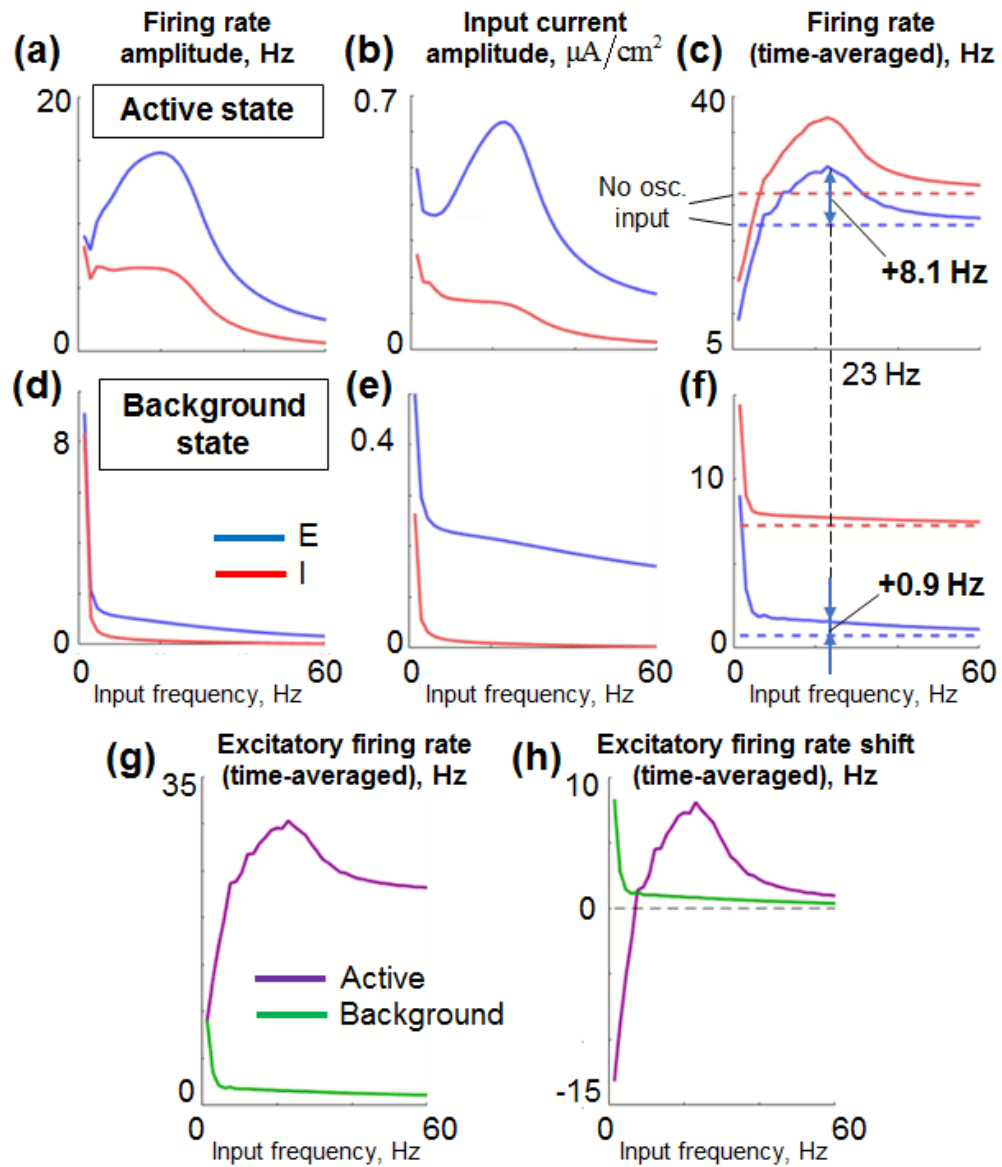 (a)
Firing rate
amplitude, Hz
(b)
Input current
amplitude, μA/cm²
(c)
Firing rate
(time-averaged), Hz
20
Active state
0
0.7
0
40
No osc.
input
+8.1 Hz
5
23 Hz
(d)
Background
state
8
E
I
0
0
60
Input frequency, Hz
(e)
0.4
0
0
60
Input frequency, Hz
(f)
10
+0.9 Hz
0
0
60
Input frequency, Hz
(g)
Excitatory firing rate
(time-averaged), Hz
35
Active
Background
0
0
60
Input frequency, Hz
(h)
Excitatory firing rate shift
(time-averaged), Hz
10
0
-15
0
60
Input frequency, Hz